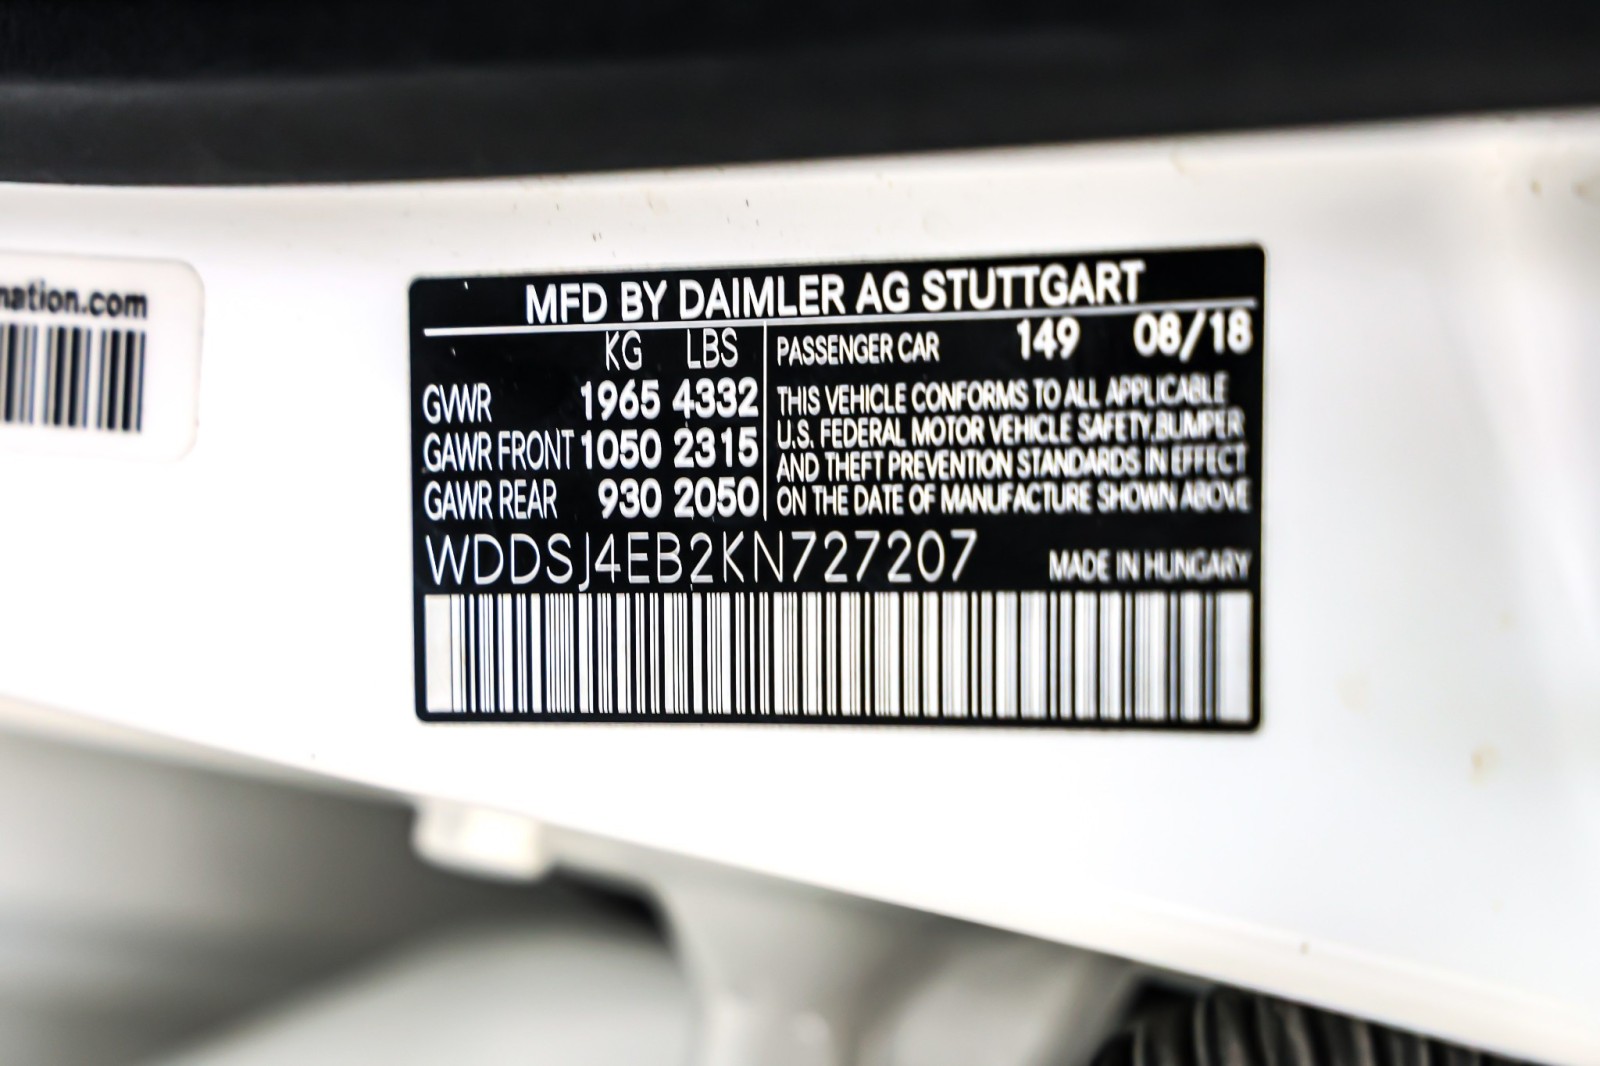 nation.com
MFD BY DAIMLER AG STUTTGART
KG LBS
GVWR 1965 4332
GAWR FRONT 1050 2315
GAWR REAR 930 2050
PASSENGER CAR 149 08/18
THIS VEHICLE CONFORMS TO ALL APPLICABLE
U.S. FEDERAL MOTOR VEHICLE SAFETY,BUMPER
AND THEFT PREVENTION STANDARDS IN EFFECT
ON THE DATE OF MANUFACTURE SHOWN ABOVE
WDDSJ4EB2KN727207 MADE IN HUNGARY